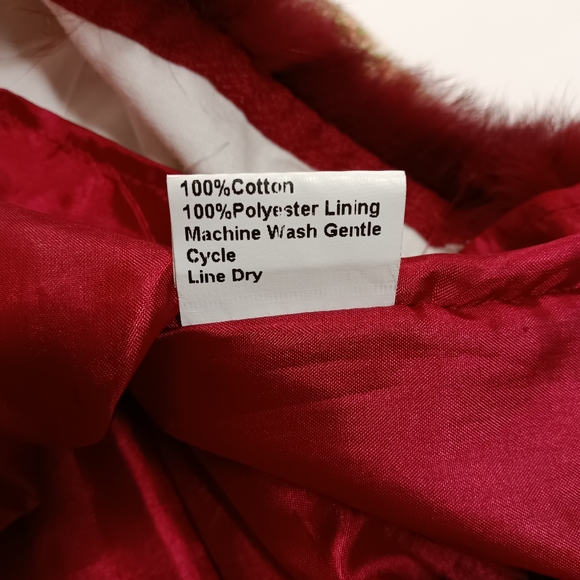 100%Cotton
100%Polyester Lining
Machine Wash Gentle
Cycle
Line Dry